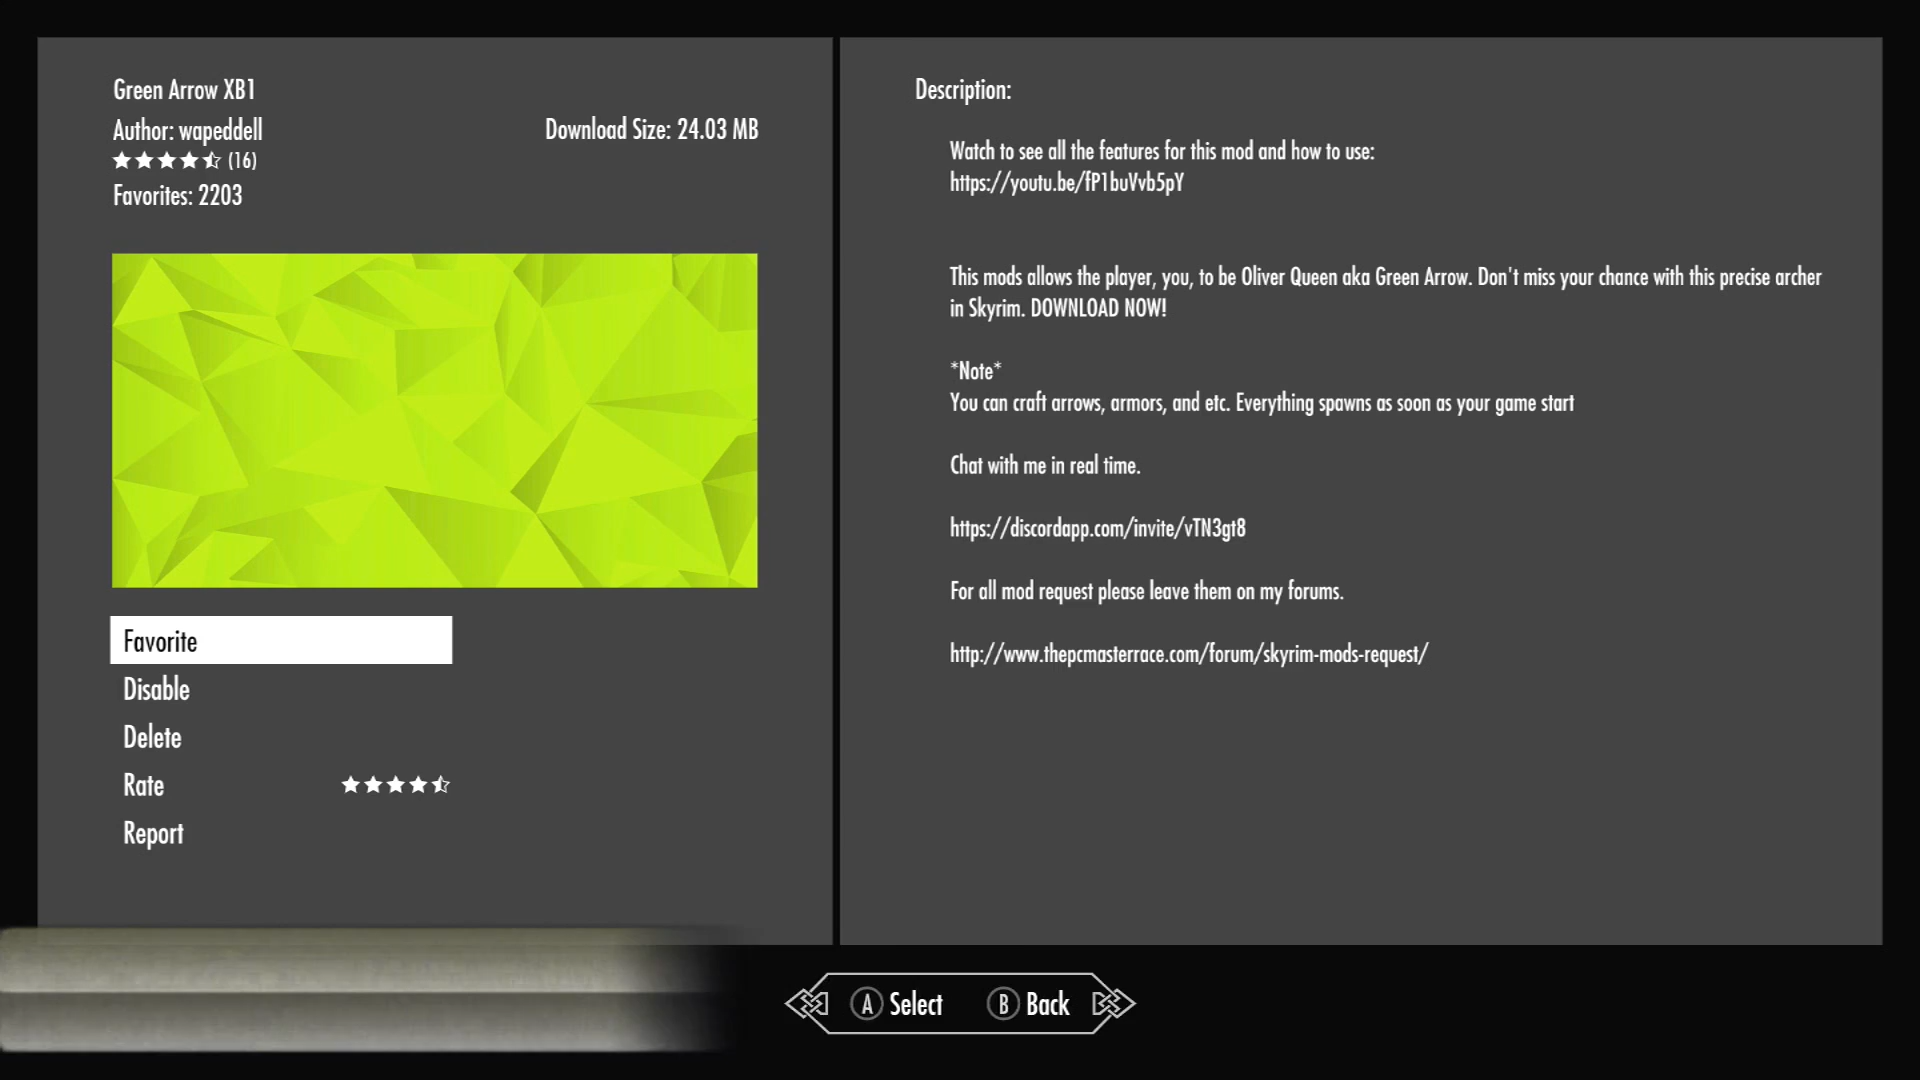 Green Arrow XB1
Author: wapeddell
Download Size: 24.03 MB
(16)
Favorites: 2203
Favorite
Disable
Delete
Rate
Report
Description:
Watch to see all the features for this mod and how to use:
https://youtu.be/fP1buVvb5pY
This mods allows the player, you, to be Oliver Queen aka Green Arrow. Don't miss your chance with this precise archer
in Skyrim. DOWNLOAD NOW!
*Note*
You can craft arrows, armors, and etc. Everything spawns as soon as your game start
Chat with me in real time.
https://discordapp.com/invite/vTN3gt8
For all mod request please leave them on my forums.
http://www.thepcmasterrace.com/forum/skyrim-mods-request/
A Select B Back